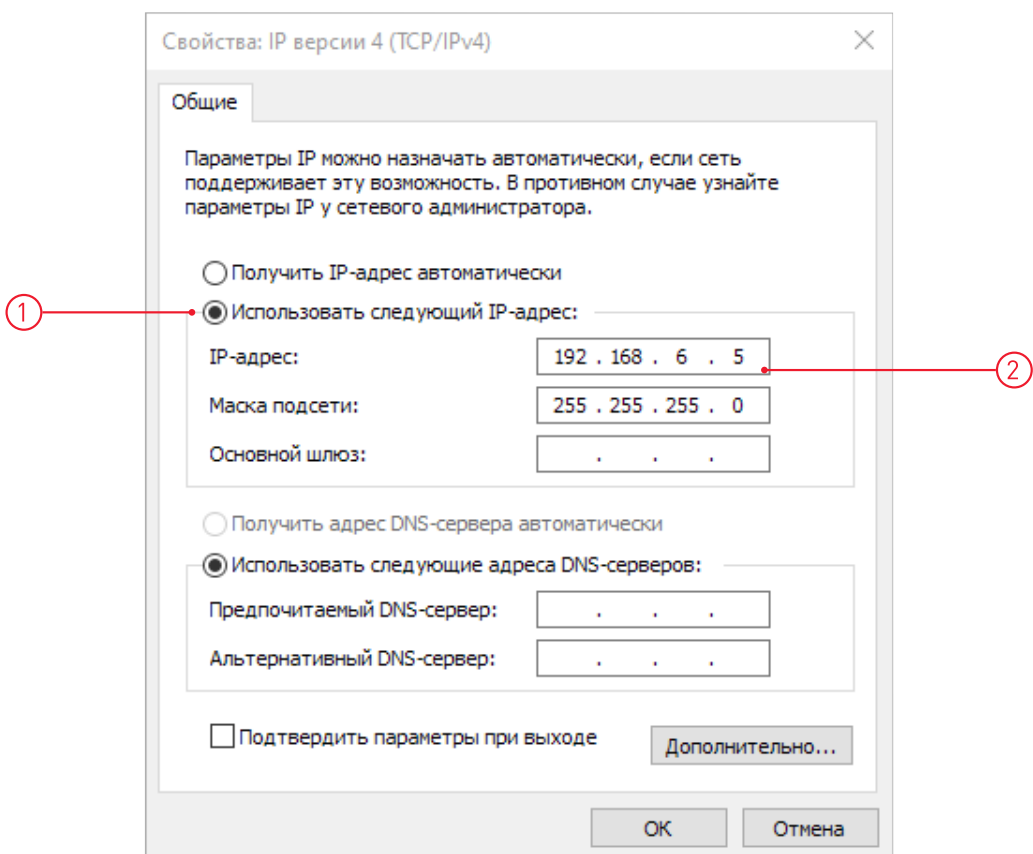 Свойства: IP версии 4 (TCP/IPv4)
Общие
Параметры IP можно назначать автоматически, если сеть
поддерживает эту возможность. В противном случае узнайте
параметры IP у сетевого администратора.
Получить IP-адрес автоматически
1 Использовать следующий IP-адрес:
IP-адрес: 192 . 168 . 6 . 5 2
Маска подсети: 255 . 255 . 255 . 0
Основной шлюз: . . .
Получить адрес DNS-сервера автоматически
Использовать следующие адреса DNS-серверов:
Предпочитаемый DNS-сервер: . . .
Альтернативный DNS-сервер: . . .
Подтвердить параметры при выходе
Дополнительно...
ОК Отмена